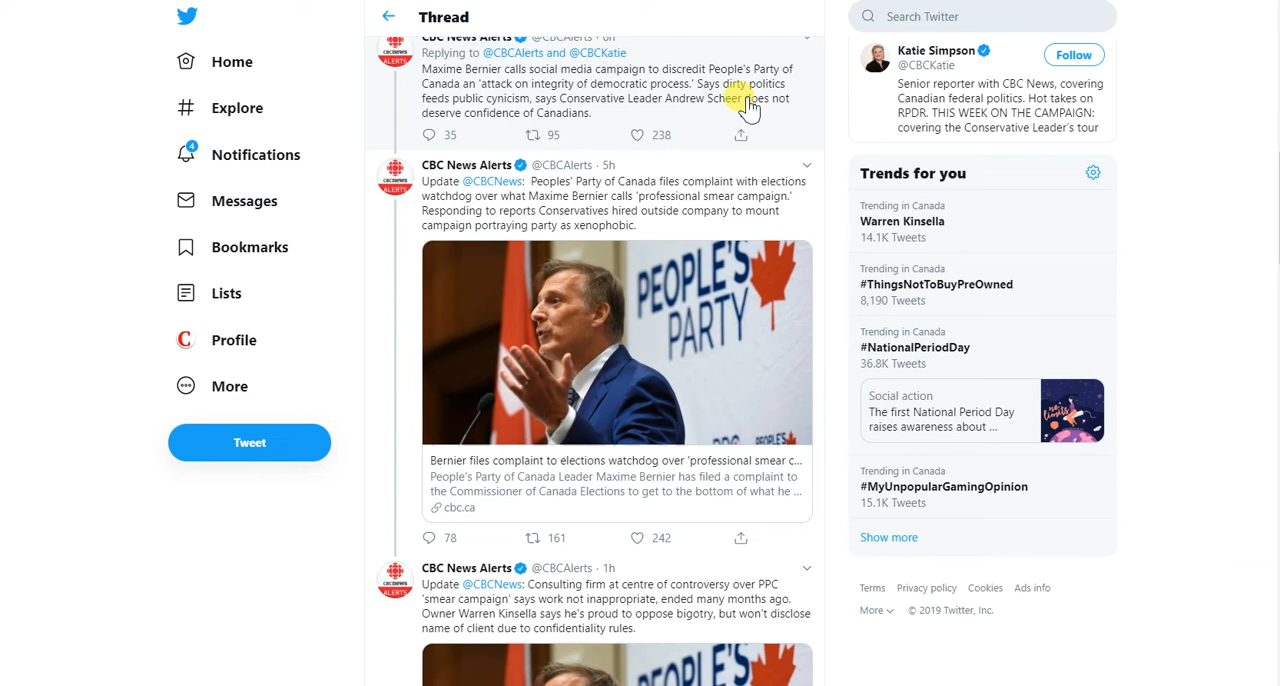 Home
Explore
4
Notifications
Messages
Bookmarks
Lists
Profile
More
Tweet
Thread
CBC News Alerts @CBCAlerts · 6h
Replying to @CBCAlerts and @CBCKatie
Maxime Bernier calls social media campaign to discredit People's Party of
Canada an 'attack on integrity of democratic process.' Says dirty politics
feeds public cynicism, says Conservative Leader Andrew Scheer does not
deserve confidence of Canadians.
35 95 238
CBC News Alerts @CBCAlerts · 5h
Update @CBCNews: Peoples' Party of Canada files complaint with elections
watchdog over what Maxime Bernier calls 'professional smear campaign.'
Responding to reports Conservatives hired outside company to mount
campaign portraying party as xenophobic.
PEOPLE'S
PARTY
PEOPLE'S
Bernier files complaint to elections watchdog over 'professional smear c...
People's Party of Canada Leader Maxime Bernier has filed a complaint to
the Commissioner of Canada Elections to get to the bottom of what he ...
cbc.ca
78 161 242
CBC News Alerts @CBCAlerts · 1h
Update @CBCNews: Consulting firm at centre of controversy over PPC
'smear campaign' says work not inappropriate, ended many months ago.
Owner Warren Kinsella says he's proud to oppose bigotry, but won't disclose
name of client due to confidentiality rules.
Search Twitter
Katie Simpson
@CBCKatie
Follow
Senior reporter with CBC News, covering
Canadian federal politics. Hot takes on
RPDR. THIS WEEK ON THE CAMPAIGN:
covering the Conservative Leader's tour
Trends for you
Trending in Canada
Warren Kinsella
14.1K Tweets
Trending in Canada
#ThingsNotToBuyPreOwned
8,190 Tweets
Trending in Canada
#NationalPeriodDay
36.8K Tweets
Social action
The first National Period Day
raises awareness about ...
Trending in Canada
#MyUnpopularGamingOpinion
15.1K Tweets
Show more
Terms Privacy policy Cookies Ads info
More © 2019 Twitter, Inc.